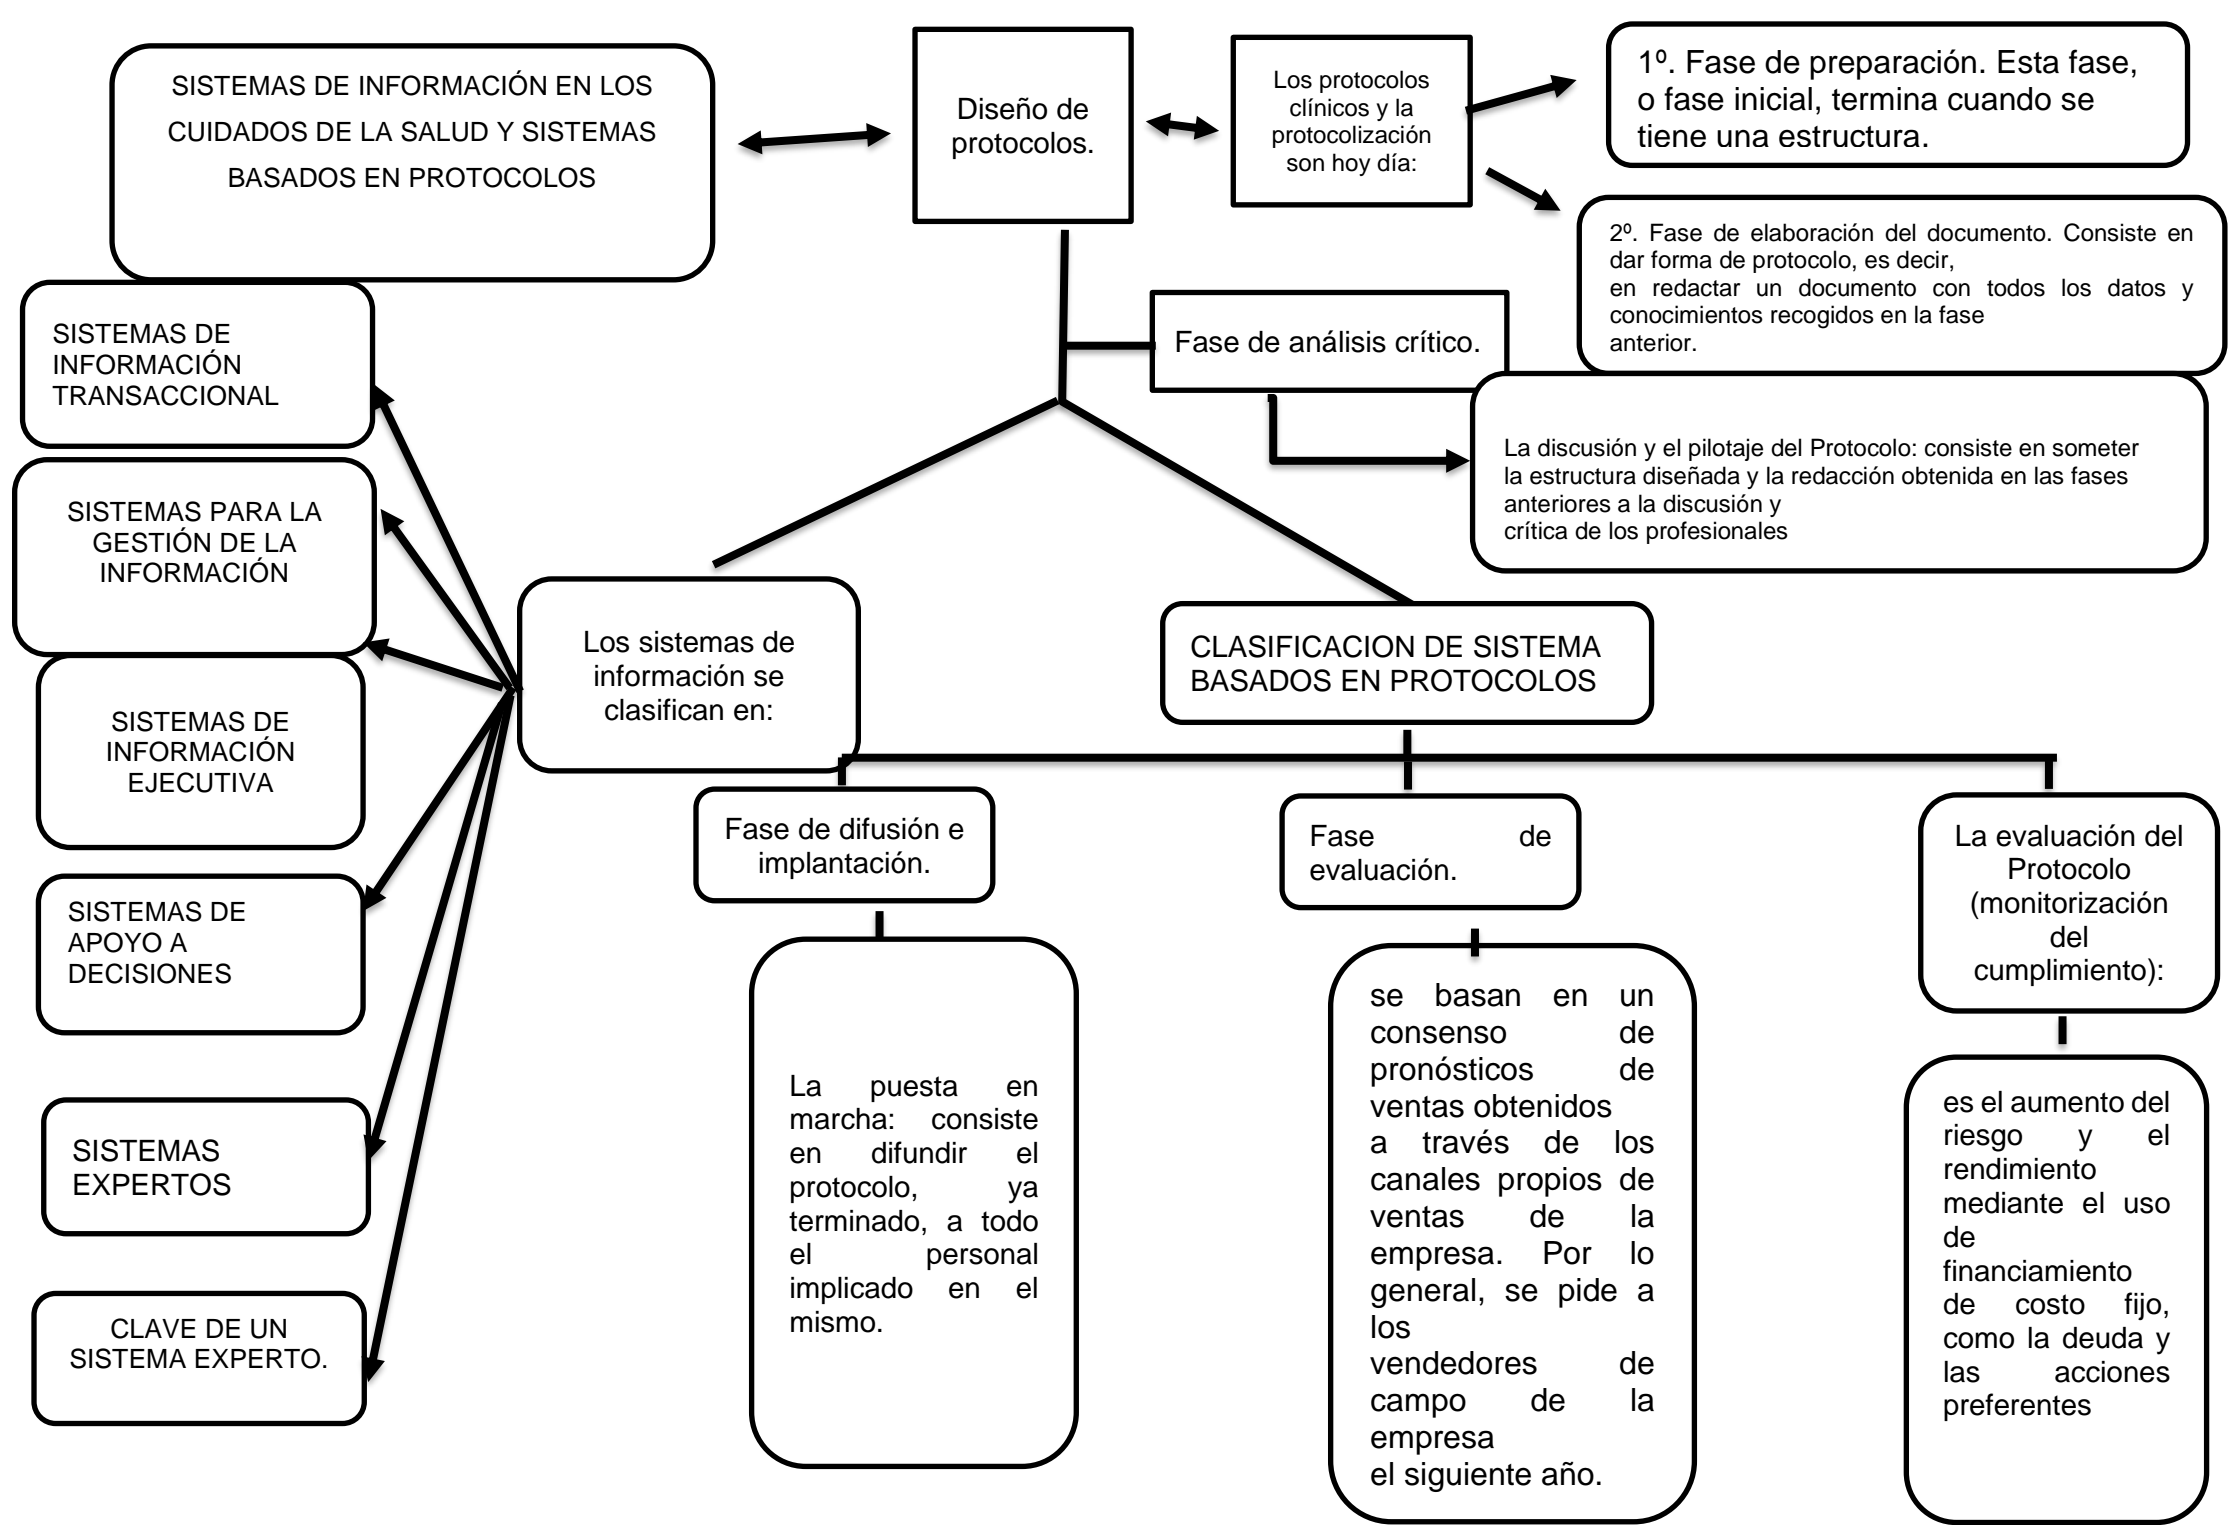 SISTEMAS DE INFORMACIÓN EN LOS
CUIDADOS DE LA SALUD Y SISTEMAS
BASADOS EN PROTOCOLOS
Diseño de
protocolos.
Los protocolos
clínicos y la
protocolización
son hoy día:
1º. Fase de preparación. Esta fase,
o fase inicial, termina cuando se
tiene una estructura.
2º. Fase de elaboración del documento. Consiste en
dar forma de protocolo, es decir,
en redactar un documento con todos los datos y
conocimientos recogidos en la fase
anterior.
Fase de análisis crítico.
La discusión y el pilotaje del Protocolo: consiste en someter
la estructura diseñada y la redacción obtenida en las fases
anteriores a la discusión y
crítica de los profesionales
SISTEMAS DE
INFORMACIÓN
TRANSACCIONAL
SISTEMAS PARA LA
GESTIÓN DE LA
INFORMACIÓN
SISTEMAS DE
INFORMACIÓN
EJECUTIVA
SISTEMAS DE
APOYO A
DECISIONES
SISTEMAS
EXPERTOS
CLAVE DE UN
SISTEMA EXPERTO.
Los sistemas de
información se
clasifican en:
CLASIFICACION DE SISTEMA
BASADOS EN PROTOCOLOS
Fase de difusión e
implantación.
La puesta en
marcha: consiste
en difundir el
protocolo, ya
terminado, a todo
el personal
implicado en el
mismo.
Fase de
evaluación.
se basan en un
consenso de
pronósticos de
ventas obtenidos
a través de los
canales propios de
ventas de la
empresa. Por lo
general, se pide a
los
vendedores de
campo de la
empresa
el siguiente año.
La evaluación del
Protocolo
(monitorización
del
cumplimiento):
es el aumento del
riesgo y el
rendimiento
mediante el uso
de
financiamiento
de costo fijo,
como la deuda y
las acciones
preferentes